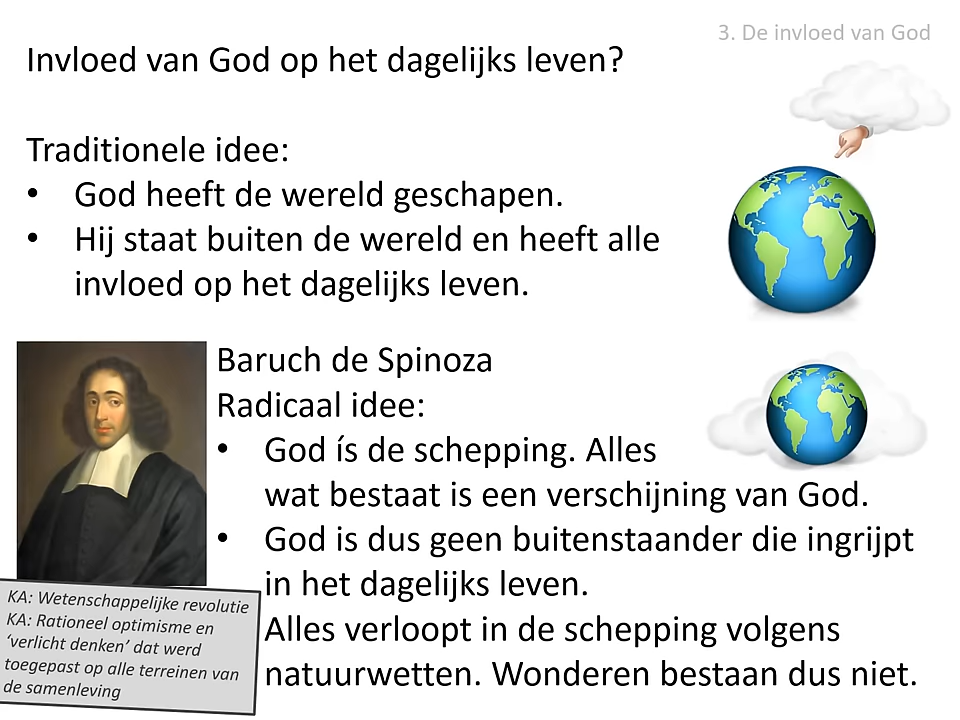 3. De invloed van God
Invloed van God op het dagelijks leven?
Traditionele idee:
• God heeft de wereld geschapen.
• Hij staat buiten de wereld en heeft alle
invloed op het dagelijks leven.
Baruch de Spinoza
Radicaal idee:
• God ís de schepping. Alles
wat bestaat is een verschijning van God.
• God is dus geen buitenstaander die ingrijpt
in het dagelijks leven.
Alles verloopt in de schepping volgens
natuurwetten. Wonderen bestaan dus niet.
KA: Wetenschappelijke revolutie
KA: Rationeel optimisme en
‘verlicht denken’ dat werd
toegepast op alle terreinen van
de samenleving